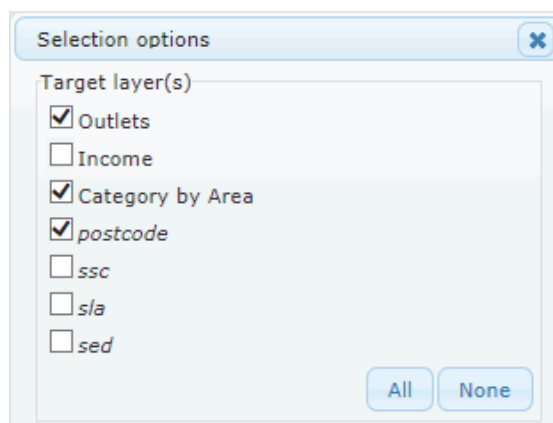 Selection options
Target layer(s)
Outlets
Income
Category by Area
postcode
ssc
sla
sed
All None